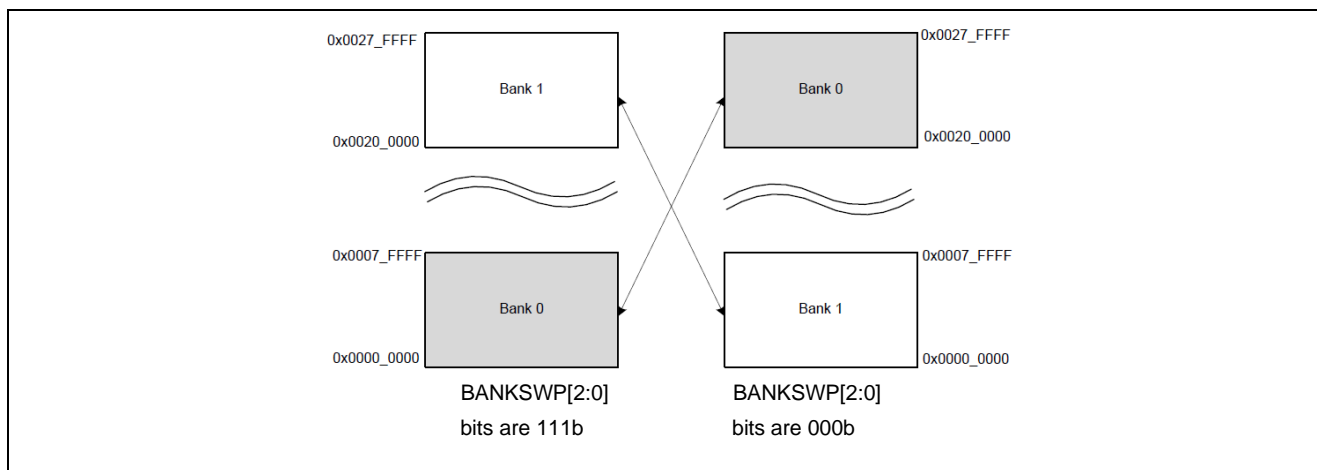 0x0027_FFFF
Bank 1
0x0020_0000
0x0007_FFFF
Bank 0
0x0000_0000
BANKSWP[2:0]
bits are 111b
0x0027_FFFF
Bank 0
0x0020_0000
0x0007_FFFF
Bank 1
0x0000_0000
BANKSWP[2:0]
bits are 000b